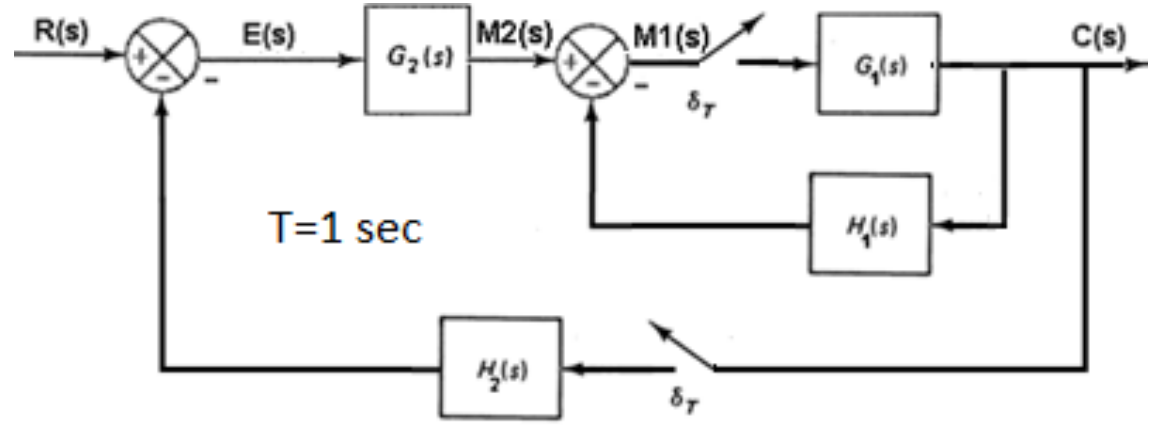 R(s)
E(s)
G₂(s)
M2(s)
M1(s)
G₁(s)
C(s)
+
−
−
+
−
−
δT
H₁(s)
T=1 sec
H₂(s)
δT